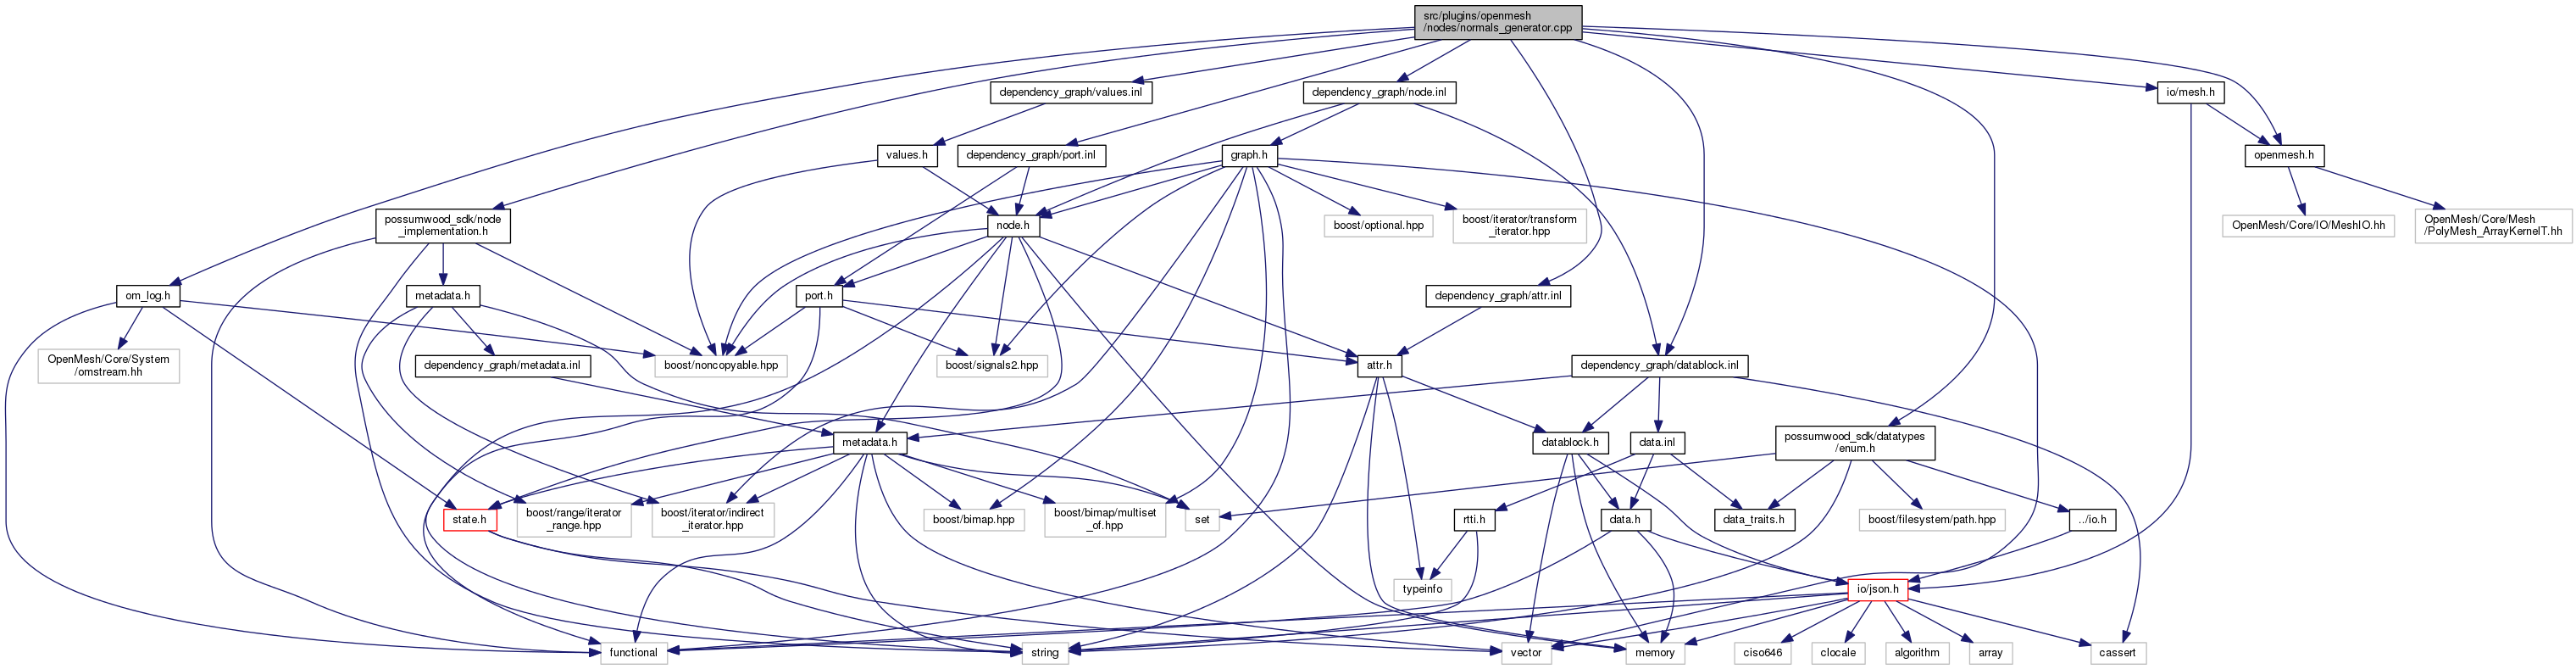 src/plugins/openmesh
/nodes/normals_generator.cpp
dependency_graph/values.inl
dependency_graph/node.inl
io/mesh.h
values.h
dependency_graph/port.inl
graph.h
openmesh.h
possumwood_sdk/node
_implementation.h
node.h
boost/optional.hpp
boost/iterator/transform
_iterator.hpp
OpenMesh/Core/IO/MeshIO.hh
OpenMesh/Core/Mesh
/PolyMesh_ArrayKernelT.hh
om_log.h
metadata.h
port.h
dependency_graph/attr.inl
OpenMesh/Core/System
/omstream.hh
dependency_graph/metadata.inl
boost/noncopyable.hpp
boost/signals2.hpp
attr.h
dependency_graph/datablock.inl
metadata.h
datablock.h
data.inl
possumwood_sdk/datatypes
/enum.h
state.h
boost/range/iterator
_range.hpp
boost/iterator/indirect
_iterator.hpp
boost/bimap.hpp
boost/bimap/multiset
_of.hpp
set
rtti.h
data.h
data_traits.h
boost/filesystem/path.hpp
../io.h
typeinfo
io/json.h
functional
string
vector
memory
ciso646
clocale
algorithm
array
cassert